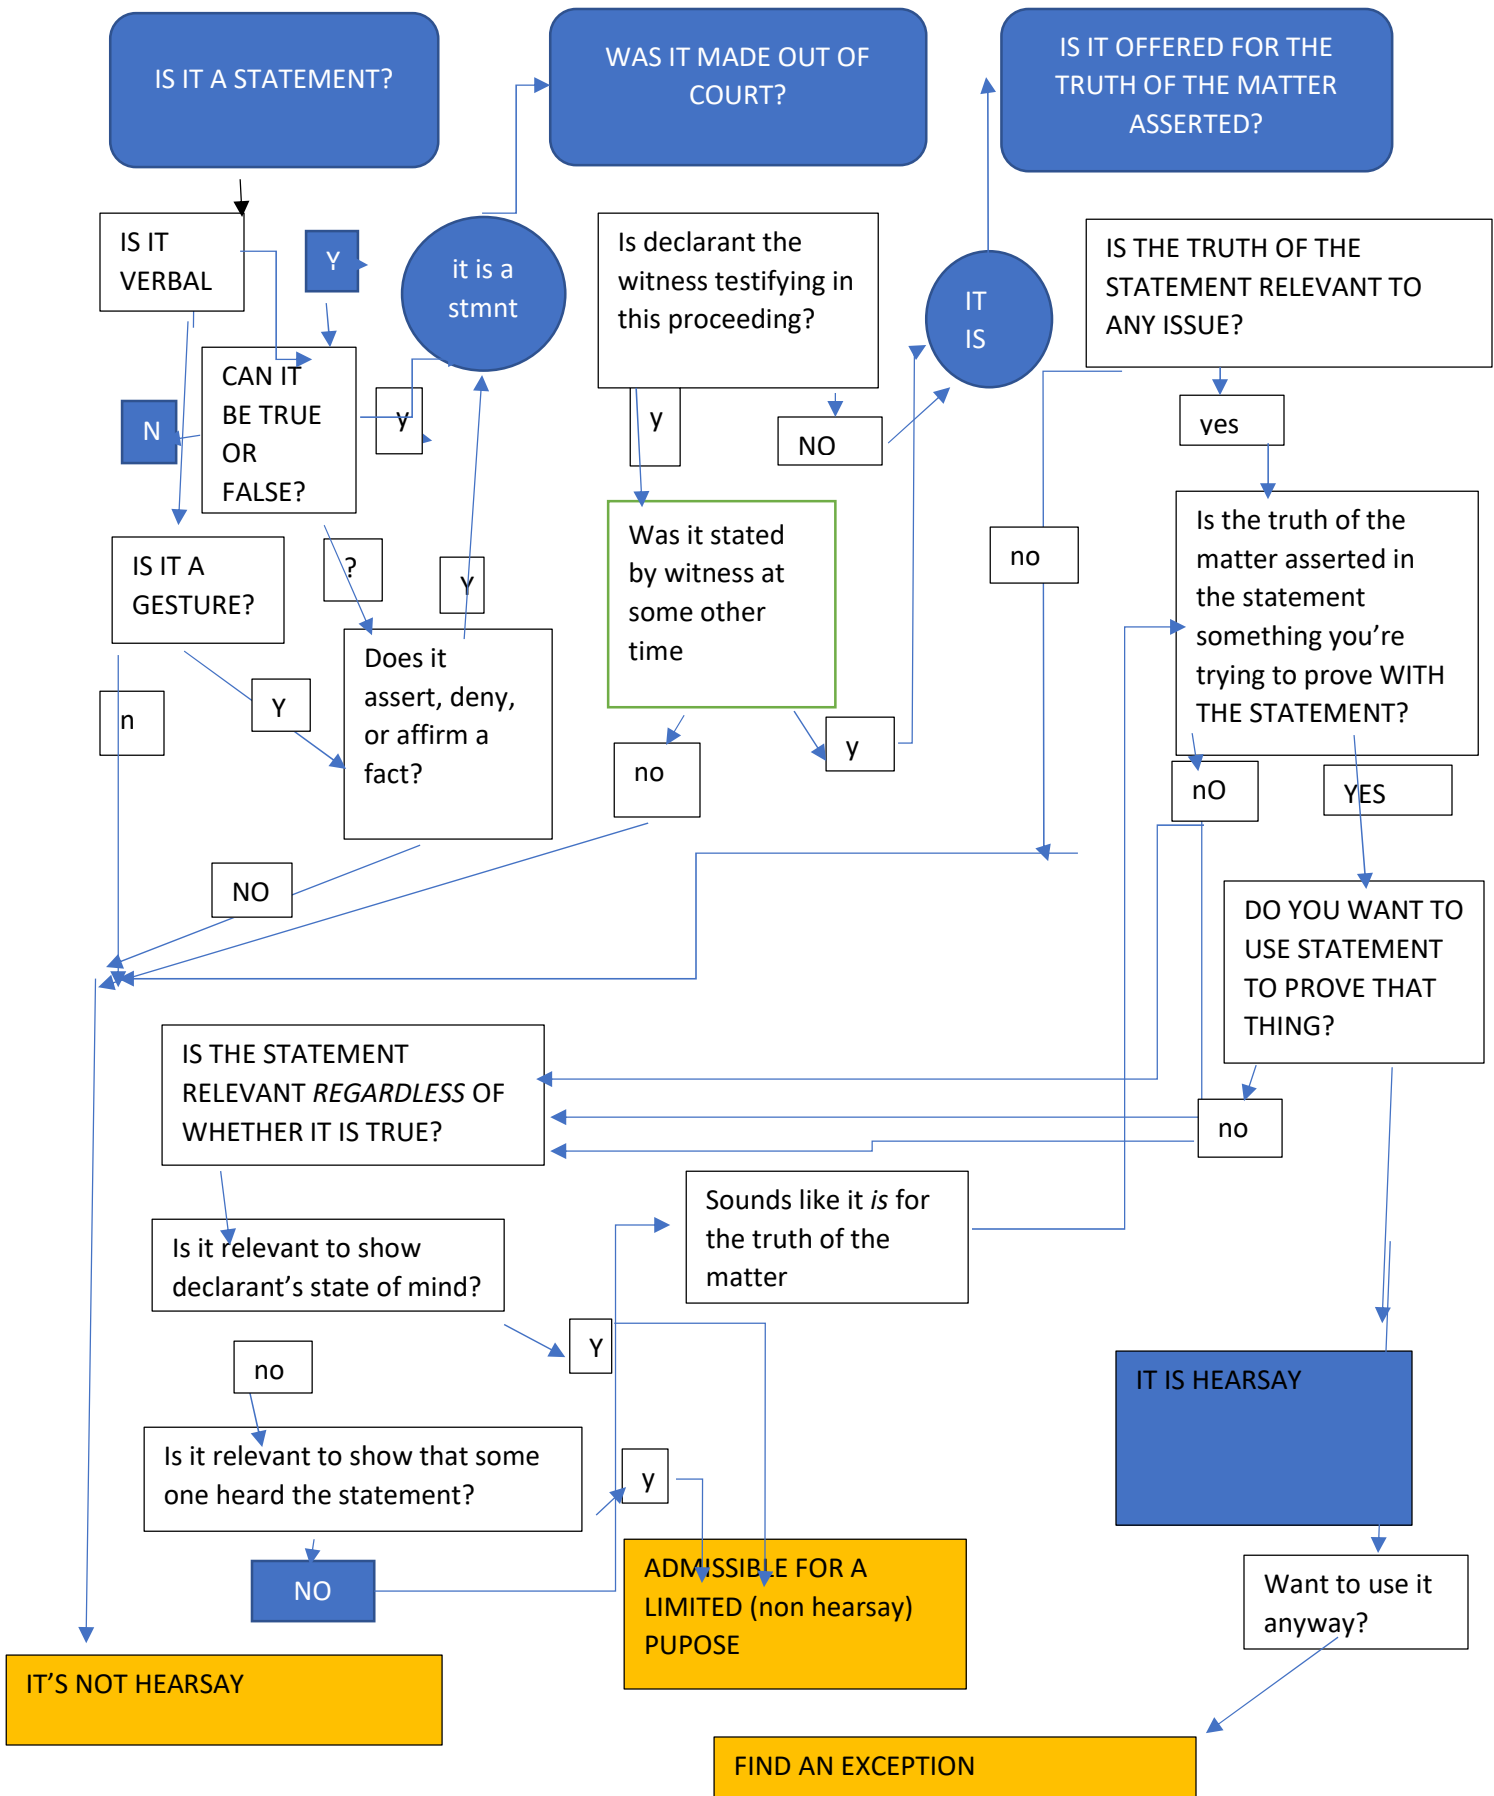 IS IT A STATEMENT?
WAS IT MADE OUT OF
COURT?
IS IT OFFERED FOR THE
TRUTH OF THE MATTER
ASSERTED?
IS IT
VERBAL
Y
it is a
stmnt
Is declarant the
witness testifying in
this proceeding?
IT
IS
IS THE TRUTH OF THE
STATEMENT RELEVANT TO
ANY ISSUE?
CAN IT
BE TRUE
OR
FALSE?
N
y
y
NO
yes
IS IT A
GESTURE?
?
Y
Was it stated
by witness at
some other
time
no
Is the truth of the
matter asserted in
the statement
something you’re
trying to prove WITH
THE STATEMENT?
n
Y
Does it
assert, deny,
or affirm a
fact?
no
y
nO
YES
NO
DO YOU WANT TO
USE STATEMENT
TO PROVE THAT
THING?
IS THE STATEMENT
RELEVANT REGARDLESS OF
WHETHER IT IS TRUE?
no
Is it relevant to show
declarant’s state of mind?
Sounds like it is for
the truth of the
matter
Y
no
IT IS HEARSAY
Is it relevant to show that some
one heard the statement?
y
NO
ADMISSIBLE FOR A
LIMITED (non hearsay)
PUPOSE
Want to use it
anyway?
IT’S NOT HEARSAY
FIND AN EXCEPTION